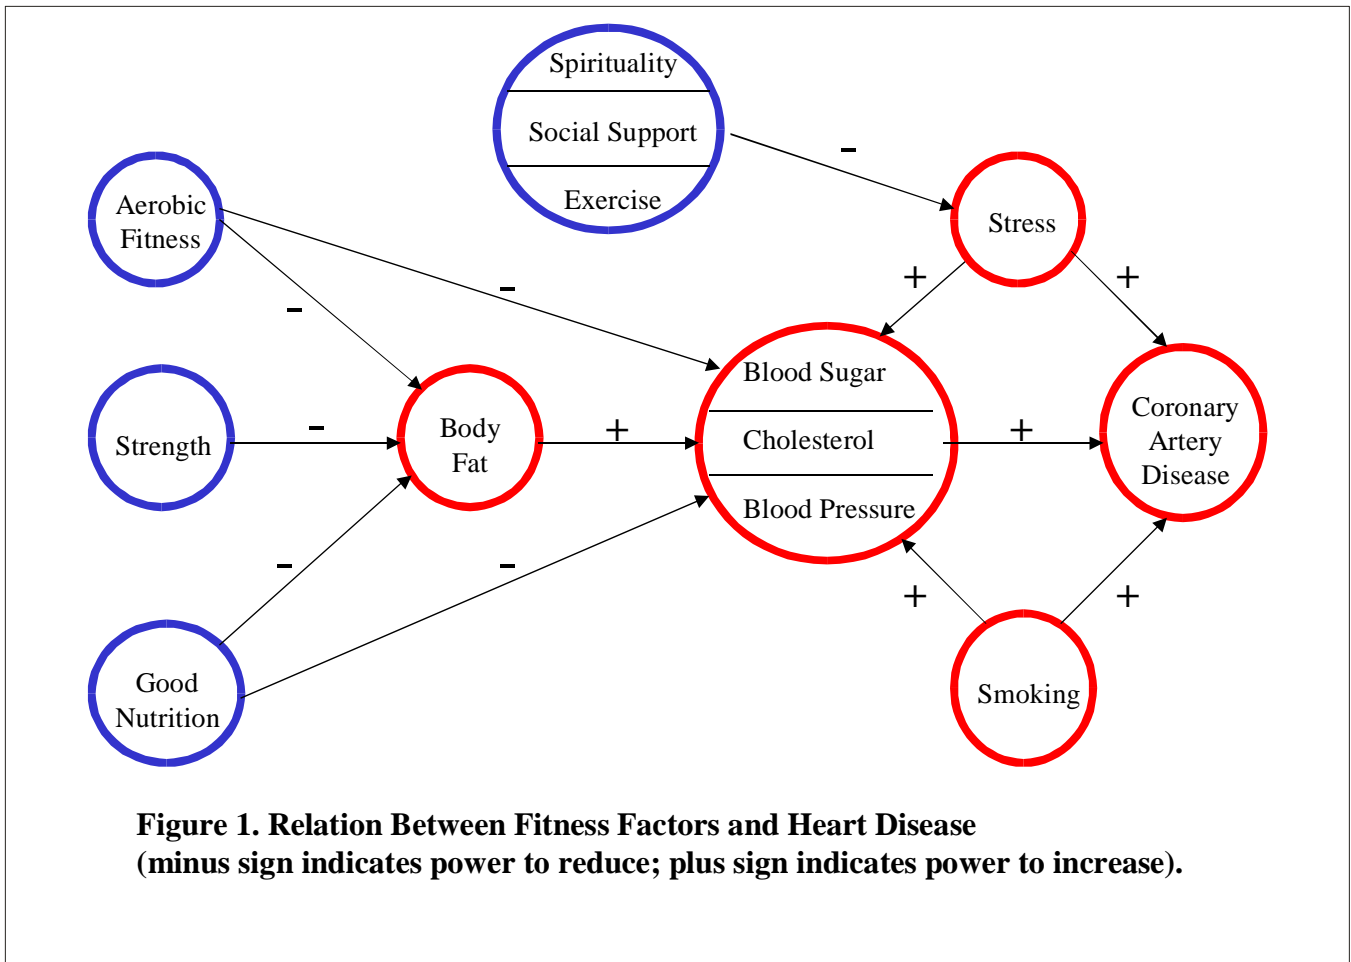 Spirituality
Social Support
Exercise
-
Aerobic
Fitness
Stress
+
+
-
-
Blood Sugar
Cholesterol
Blood Pressure
Coronary
Artery
Disease
Strength
-
Body
Fat
+
+
-
-
+
+
Good
Nutrition
Smoking
Figure 1. Relation Between Fitness Factors and Heart Disease
(minus sign indicates power to reduce; plus sign indicates power to increase).